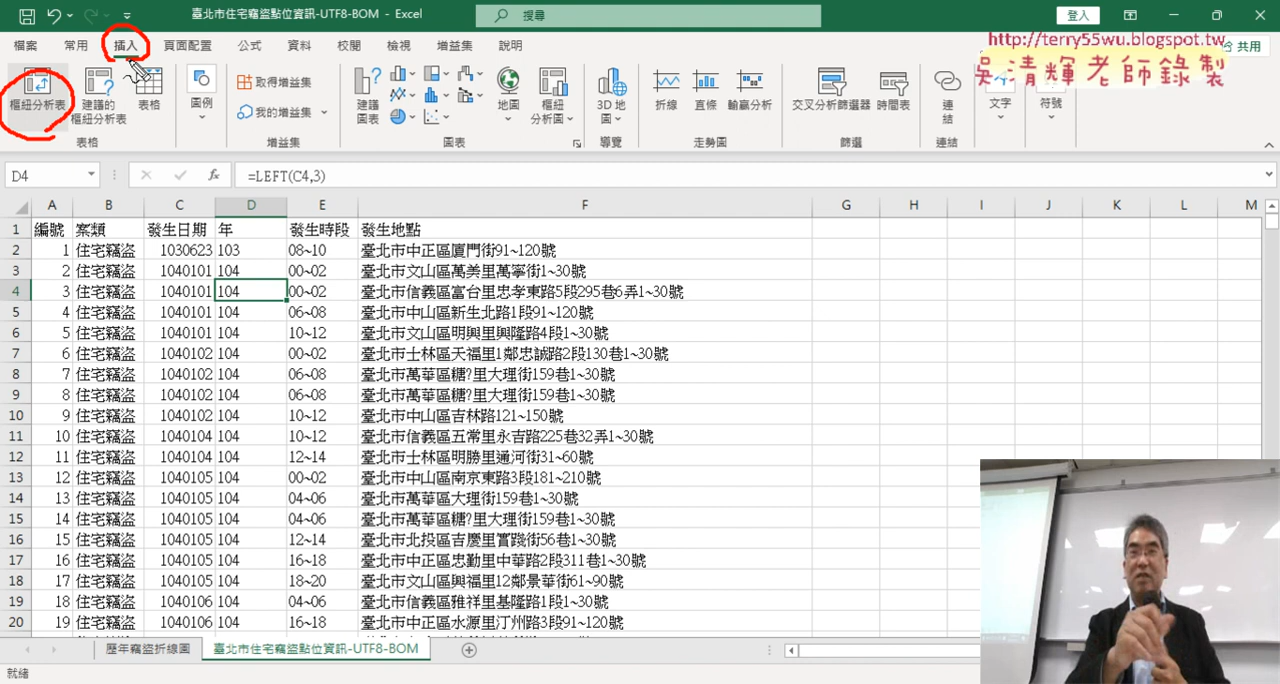 臺北市住宅竊盜點位資訊-UTF8-BOM - Excel
搜尋
登入
檔案 常用 插入 頁面配置 公式 資料 校閱 檢視 增益集 說明
共用
http://terry55wu.blogspot.tw
吳清輝老師錄製
樞紐分析表
建議的
樞紐分析表
表格
圖例
取得增益集
我的增益集
建議
圖表
地圖
樞紐
分析圖
3D 地
圖
折線
直條
輸贏分析
交叉分析篩選器
時間表
連
結
文字
符號
表格 增益集 圖表 導覽 走勢圖 篩選 連結
D4 fx =LEFT(C4,3)
A B C D E F G H I J K L M
1 編號 案類 發生日期 年 發生時段 發生地點
2 1 住宅竊盜 1030623 103 08~10 臺北市中正區廈門街91~120號
3 2 住宅竊盜 1040101 104 00~02 臺北市文山區萬美里萬寧街1~30號
4 3 住宅竊盜 1040101 104 00~02 臺北市信義區富台里忠孝東路5段295巷6弄1~30號
5 4 住宅竊盜 1040101 104 06~08 臺北市中山區新生北路1段91~120號
6 5 住宅竊盜 1040101 104 10~12 臺北市文山區明興里興隆路4段1~30號
7 6 住宅竊盜 1040102 104 00~02 臺北市士林區天福里1鄰忠誠路2段130巷1~30號
8 7 住宅竊盜 1040102 104 06~08 臺北市萬華區糖?里大理街159巷1~30號
9 8 住宅竊盜 1040102 104 06~08 臺北市萬華區糖?里大理街159巷1~30號
10 9 住宅竊盜 1040102 104 10~12 臺北市中山區吉林路121~150號
11 10 住宅竊盜 1040104 104 10~12 臺北市信義區五常里永吉路225巷32弄1~30號
12 11 住宅竊盜 1040104 104 12~14 臺北市士林區明勝里通河街31~60號
13 12 住宅竊盜 1040105 104 00~02 臺北市中山區南京東路3段181~210號
14 13 住宅竊盜 1040105 104 04~06 臺北市萬華區大理街159巷1~30號
15 14 住宅竊盜 1040105 104 04~06 臺北市萬華區糖?里大理街159巷1~30號
16 15 住宅竊盜 1040105 104 12~14 臺北市北投區吉慶里實踐街56巷1~30號
17 16 住宅竊盜 1040105 104 16~18 臺北市中正區忠勤里中華路2段311巷1~30號
18 17 住宅竊盜 1040105 104 18~20 臺北市文山區興福里12鄰景華街61~90號
19 18 住宅竊盜 1040106 104 04~06 臺北市信義區雅祥里基隆路1段1~30號
20 19 住宅竊盜 1040106 104 16~18 臺北市中正區水源里汀州路3段91~120號
歷年竊盜折線圖 臺北市住宅竊盜點位資訊-UTF8-BOM
就緒